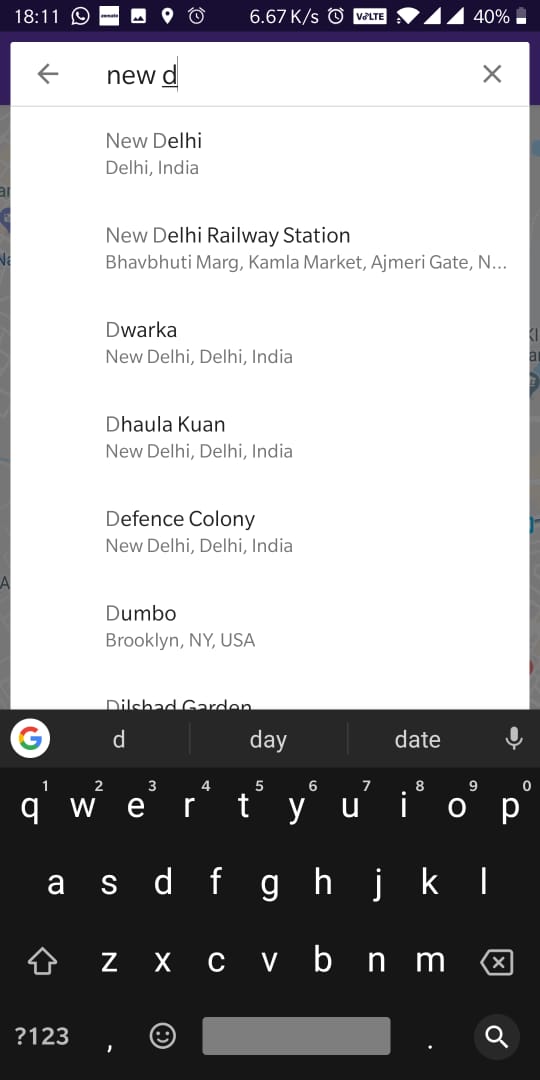 18:11 zomato 6.67 K/s VoLTE 40%
new d
New Delhi
Delhi, India
New Delhi Railway Station
Bhavbhuti Marg, Kamla Market, Ajmeri Gate, N...
Dwarka
New Delhi, Delhi, India
Dhaula Kuan
New Delhi, Delhi, India
Defence Colony
New Delhi, Delhi, India
Dumbo
Brooklyn, NY, USA
Dilshad Garden
G d day date
1 2 3 4 5 6 7 8 9 0
q w e r t y u i o p
a s d f g h j k l
z x c v b n m
?123 , .